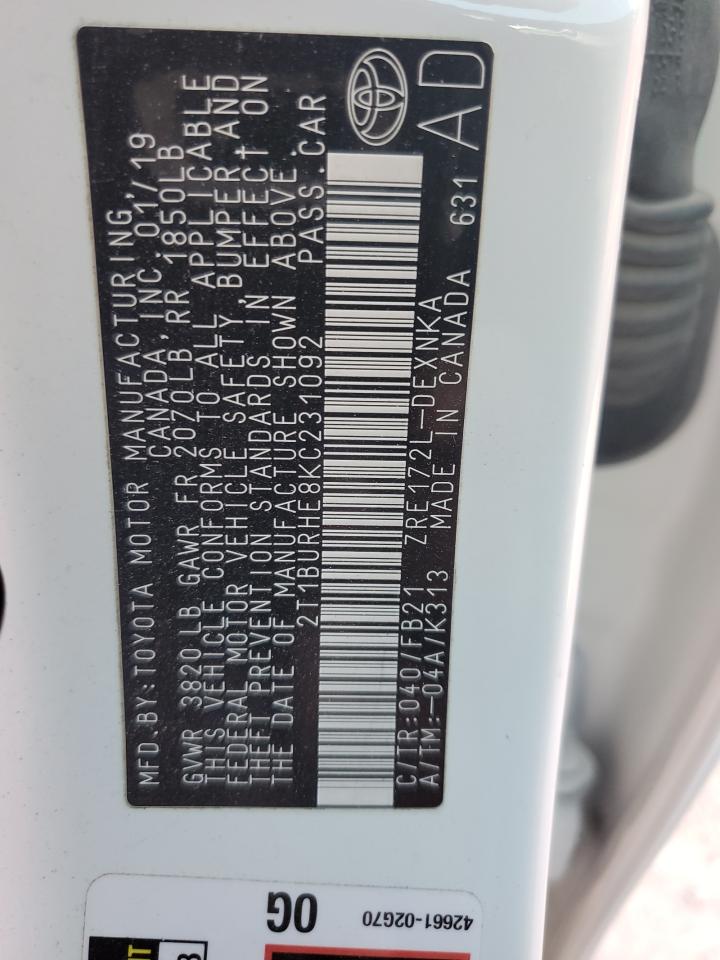 MFD.BY:TOYOTA MOTOR MANUFACTURING,
CANADA, INC.01/19
GVWR 3820 LB GAWR FR 2070LB RR 1850LB
THIS VEHICLE CONFORMS TO ALL APPLICABLE
FEDERAL MOTOR VEHICLE SAFETY,BUMPER AND
THEFT PREVENTION STANDARDS IN EFFECT ON
THE DATE OF MANUFACTURE SHOWN ABOVE.
2T1BURHE8KC231092 PASS.CAR
C/TR:040/FB21 ZRE172L-DEXNKA 631 AD
A/TM:-04A/K313 MADE IN CANADA
0G
42661-02G70